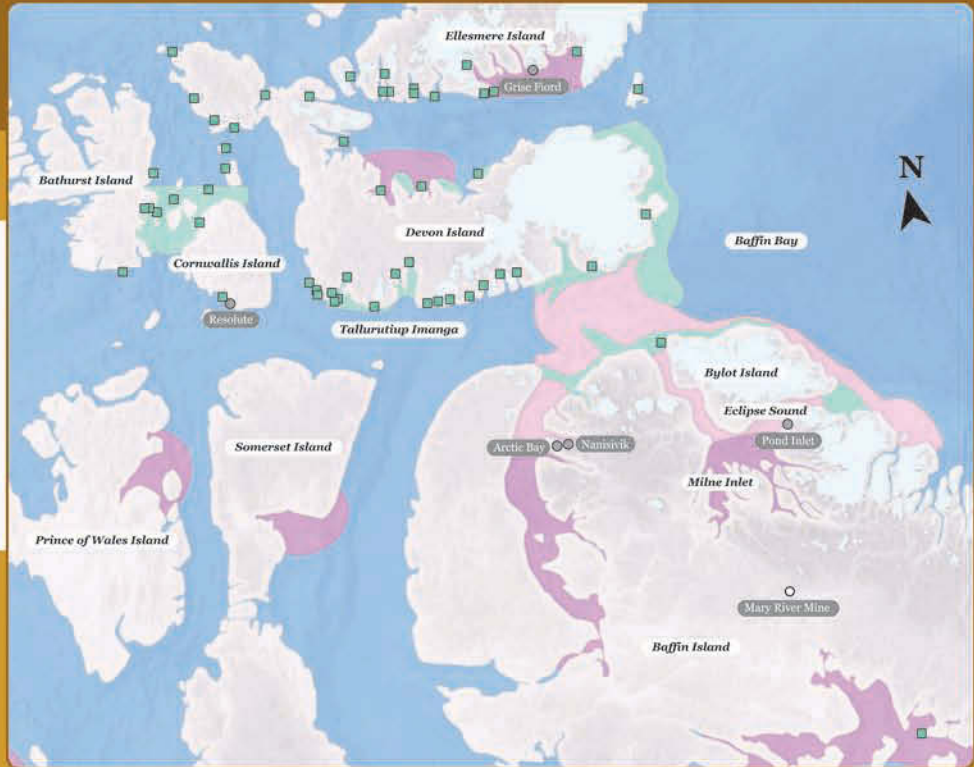 Ellesmere Island
Grise Fiord
N
Bathurst Island
Devon Island
Baffin Bay
Cornwallis Island
Resolute
Tallurutiup Imanga
Bylot Island
Eclipse Sound
Pond Inlet
Somerset Island
Arctic Bay
Nanisivik
Milne Inlet
Prince of Wales Island
Mary River Mine
Baffin Island